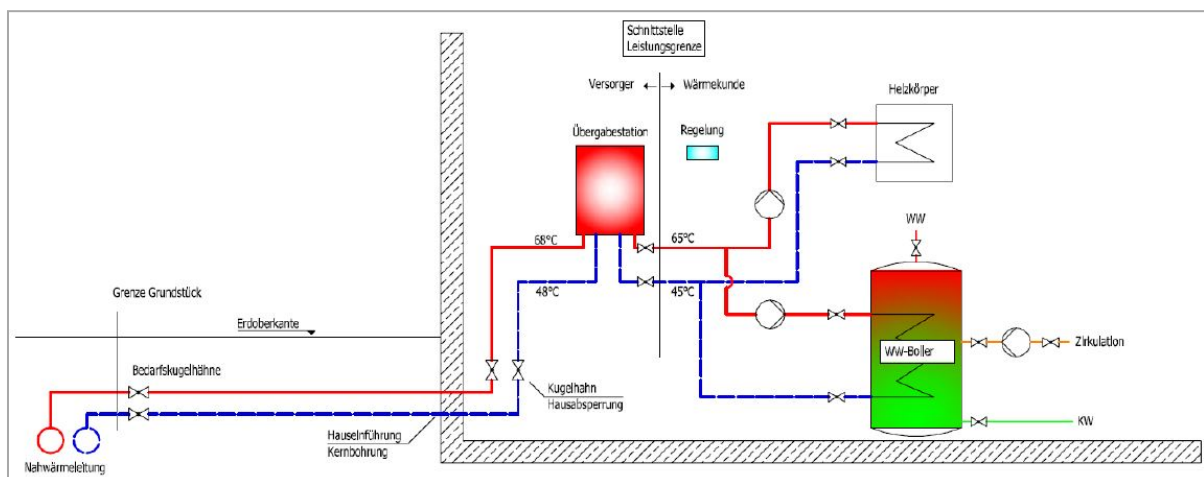 Schnittstelle
Leistungsgrenze
Versorger
Wärmekunde
Heizkörper
Übergabestation
Regelung
WW
68°C
65°C
48°C
45°C
Grenze Grundstück
Erdoberkante
WW-Boiler
Zirkulation
Bedarfskugelhähne
Kugelhahn
Hausabsperrung
KW
Hauseinführung
Kernbohrung
Nahwärmeleitung